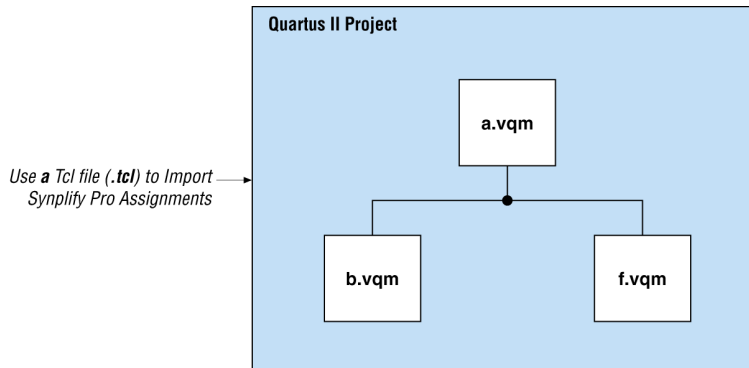 Quartus II Project
a.vqm
Use a Tcl file (.tcl) to Import
Synplify Pro Assignments
b.vqm
f.vqm